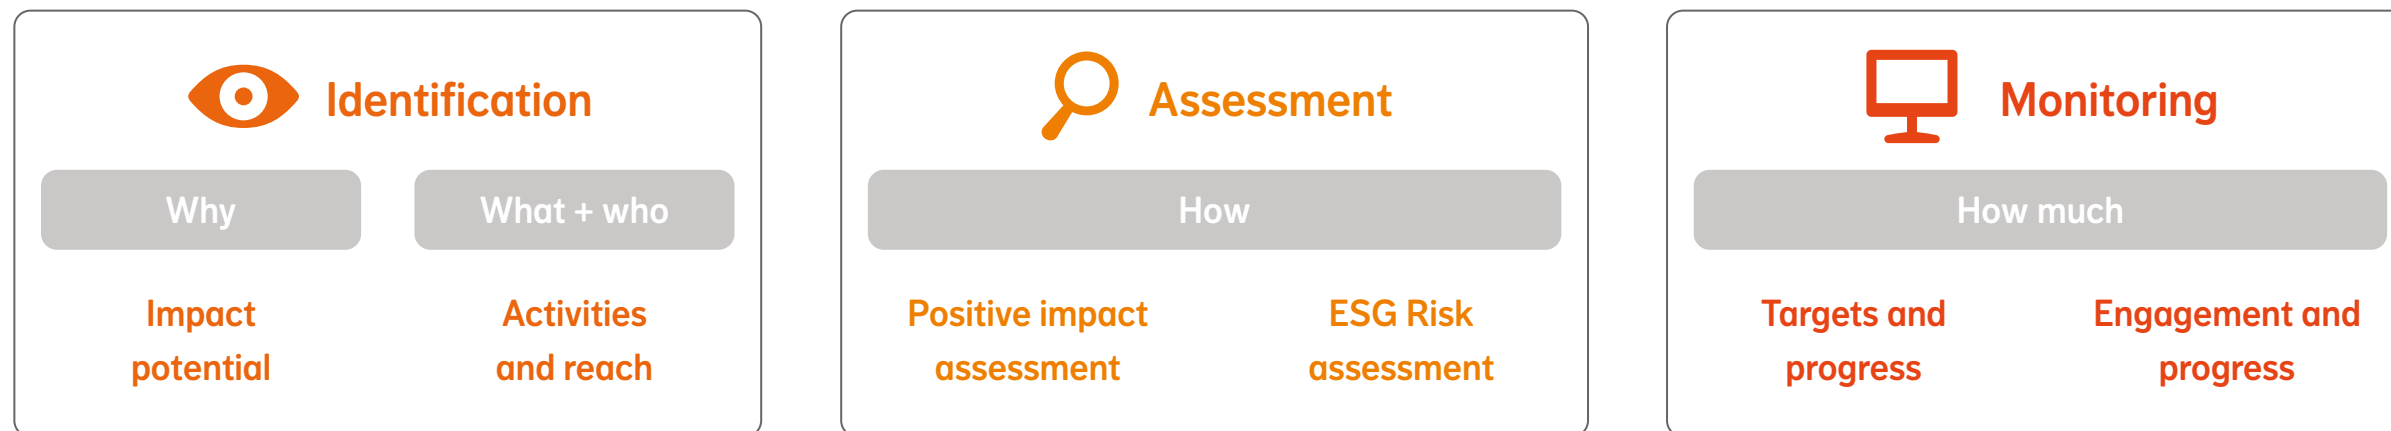 Identification
Why
What + who
Impact
potential
Activities
and reach
Assessment
How
Positive impact
assessment
ESG Risk
assessment
Monitoring
How much
Targets and
progress
Engagement and
progress